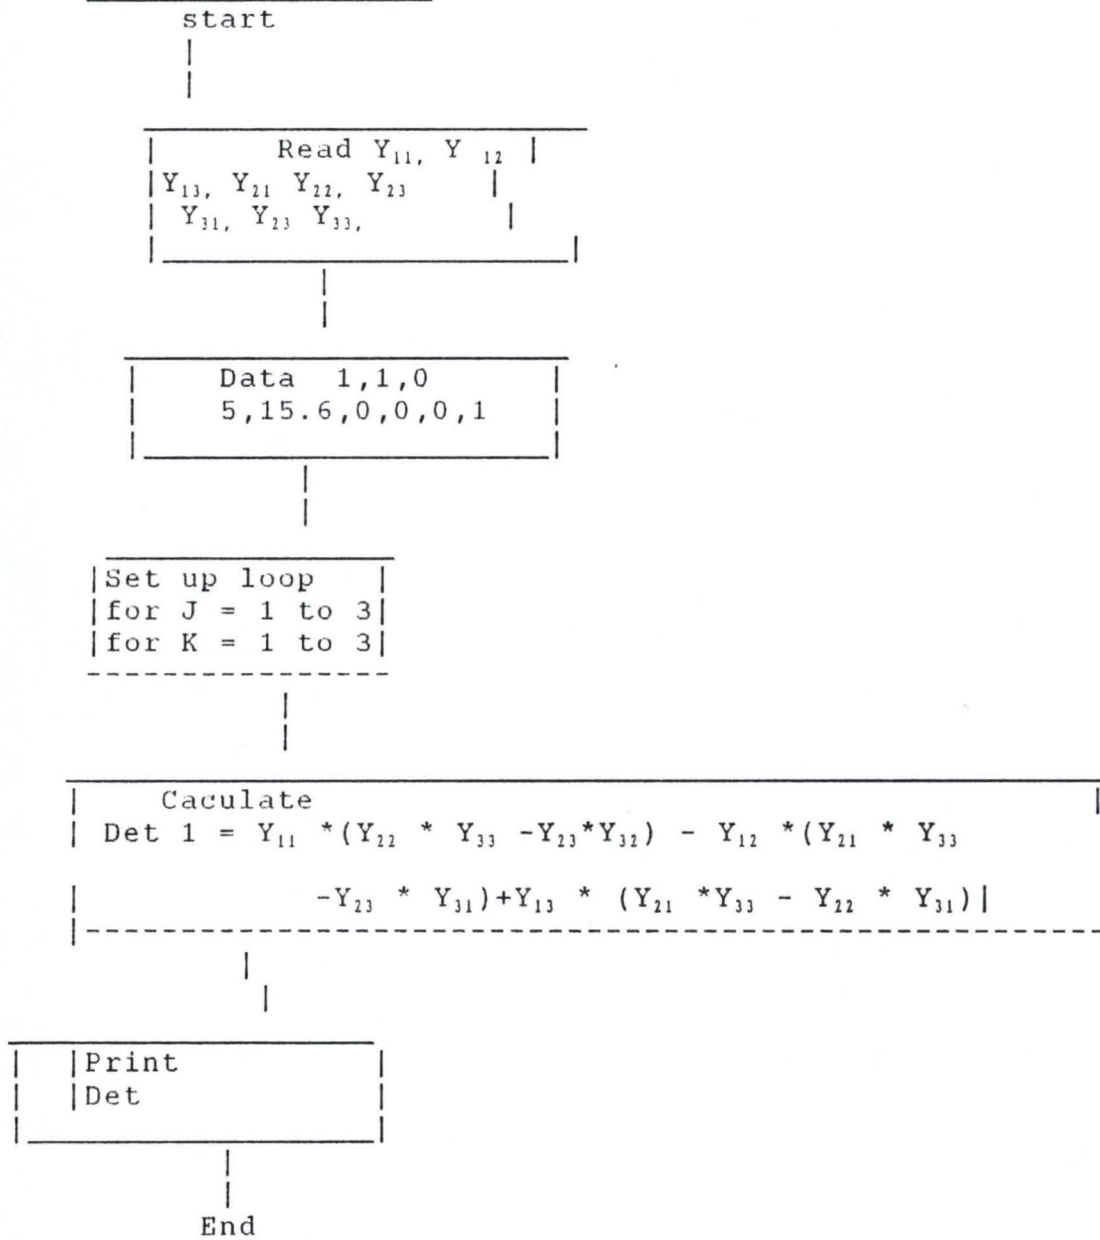 start
Read Y₁₁, Y ₁₂
Y₁₃, Y₂₁ Y₂₂, Y₂₃
Y₃₁, Y₂₃ Y₃₃,
Data 1,1,0
5,15.6,0,0,0,1
Set up loop
for J = 1 to 3
for K = 1 to 3
Caculate
Det 1 = Y₁₁ *(Y₂₂ * Y₃₃ -Y₂₃*Y₃₂) - Y₁₂ *(Y₂₁ * Y₃₃
-Y₂₃ * Y₃₁)+Y₁₃ * (Y₂₁ *Y₃₃ - Y₂₂ * Y₃₁)
Print
Det
End